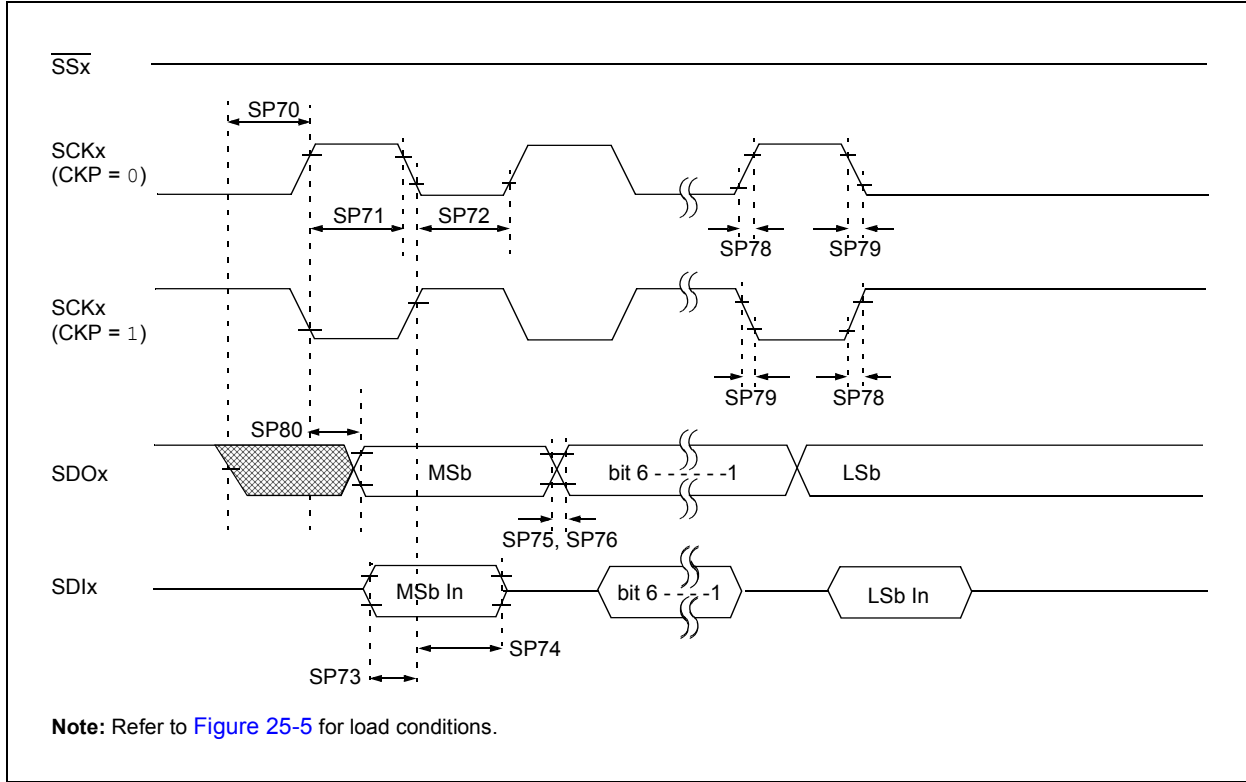 SSx
SP70
SCKx
(CKP = 0)
SP71
SP72
SP78
SP79
SCKx
(CKP = 1)
SP79
SP78
SP80
SDOx
MSb
bit 6 - - - - - -1
LSb
SP75, SP76
SDIx
MSb In
bit 6 - - - -1
LSb In
SP74
SP73
Note: Refer to Figure 25-5 for load conditions.